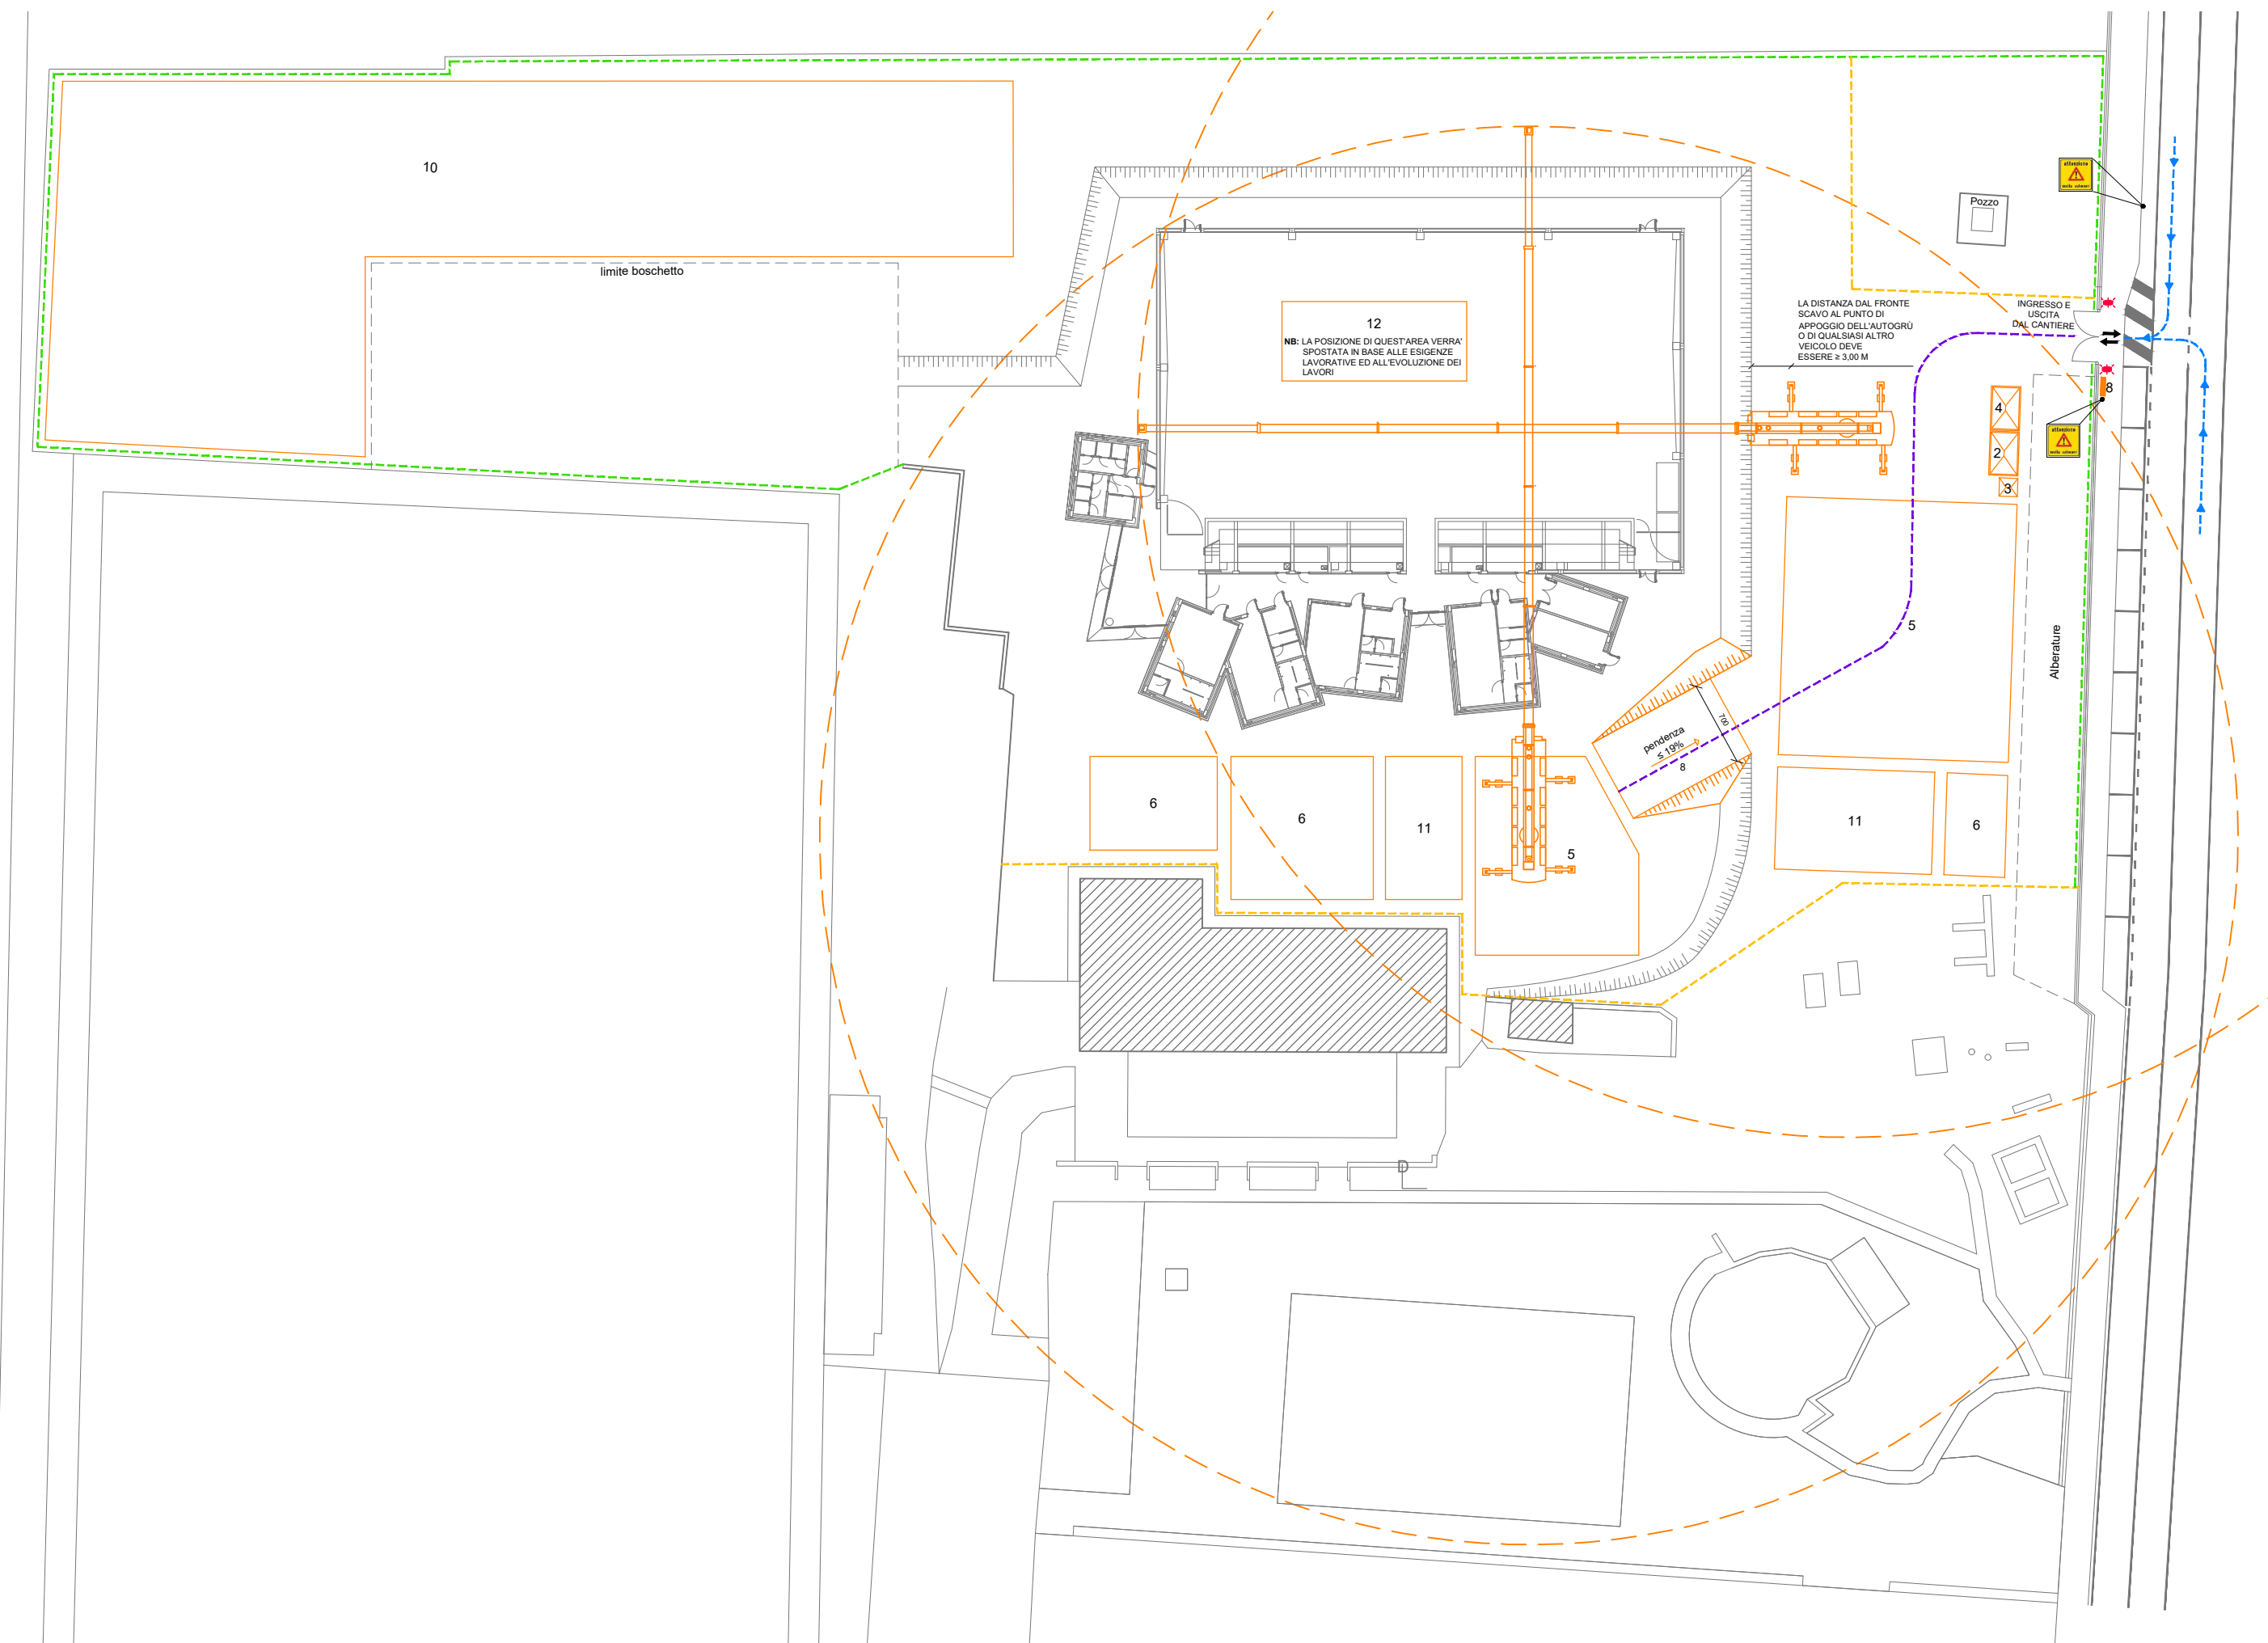 10
limite boschetto
12
NB: LA POSIZIONE DI QUEST'AREA VERRA'
SPOSTATA IN BASE ALLE ESIGENZE
LAVORATIVE ED ALL'EVOLUZIONE DEI
LAVORI
attenzione
Pozzo
LA DISTANZA DAL FRONTE
SCAVO AL PUNTO DI
APPOGGIO DELL'AUTOGRÙ
O DI QUALSIASI ALTRO
VEICOLO DEVE
ESSERE ≥ 3,00 M
INGRESSO E
USCITA
DAL CANTIERE
8
4
attenzione
2
3
5
Alberature
700
pendenza
≤ 19%
8
6
6
11
5
11
6
D